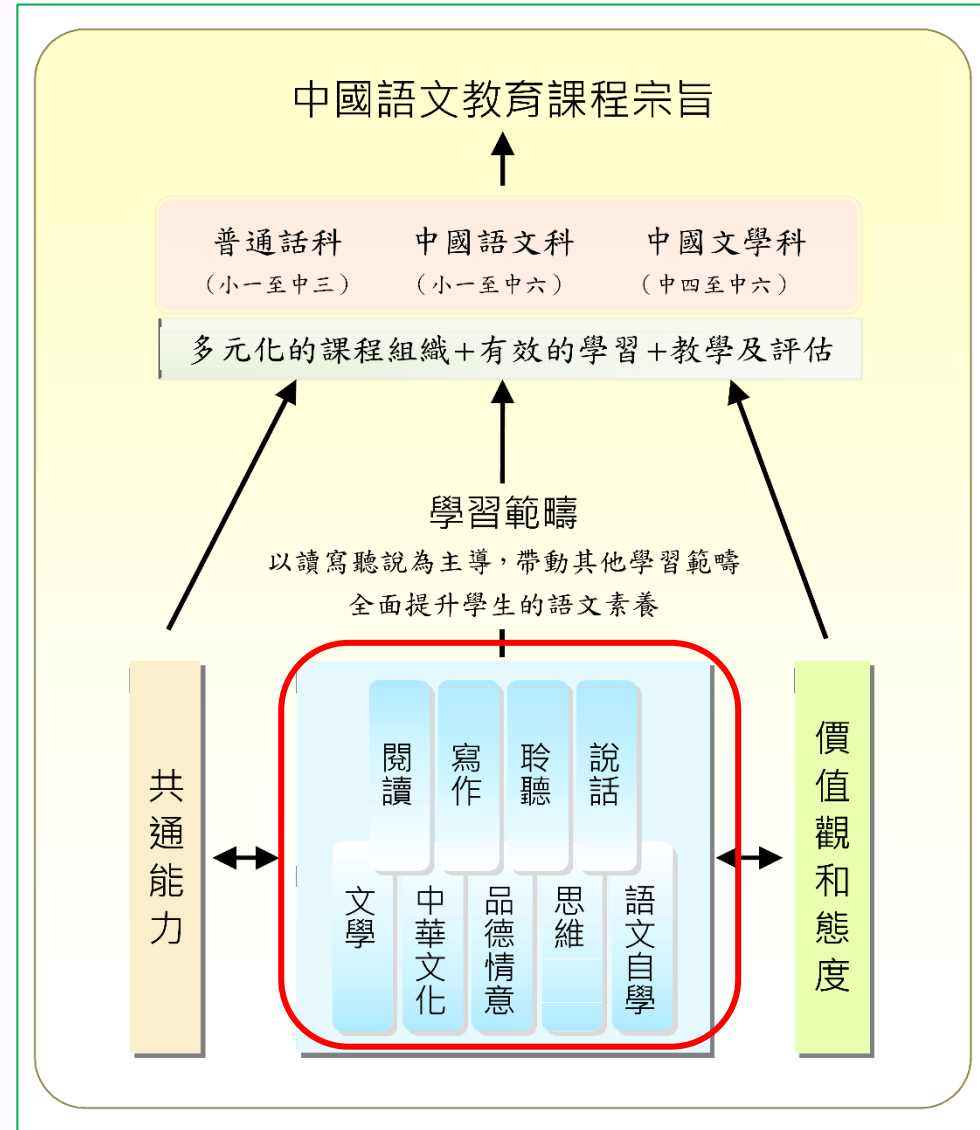 中國語文教育課程宗旨
普通話科 中國語文科 中國文學科
（小一至中三） （小一至中六） （中四至中六）
多元化的課程組織+有效的學習+教學及評估
學習範疇
以讀寫聽說為主導，帶動其他學習範疇
全面提升學生的語文素養
共通能力
閱讀
寫作
聆聽
說話
文學
中華文化
品德情意
思維
語文自學
價值觀和態度